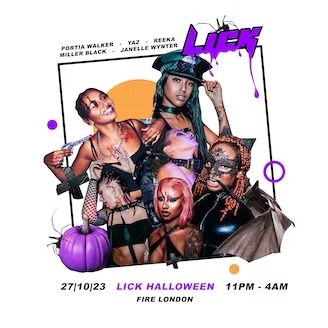 PORTIA WALKER - YAZ - REEKA
MILLER BLACK - JANELLE WYNTER
LICK
27|10|23 LICK HALLOWEEN 11PM - 4AM
FIRE LONDON